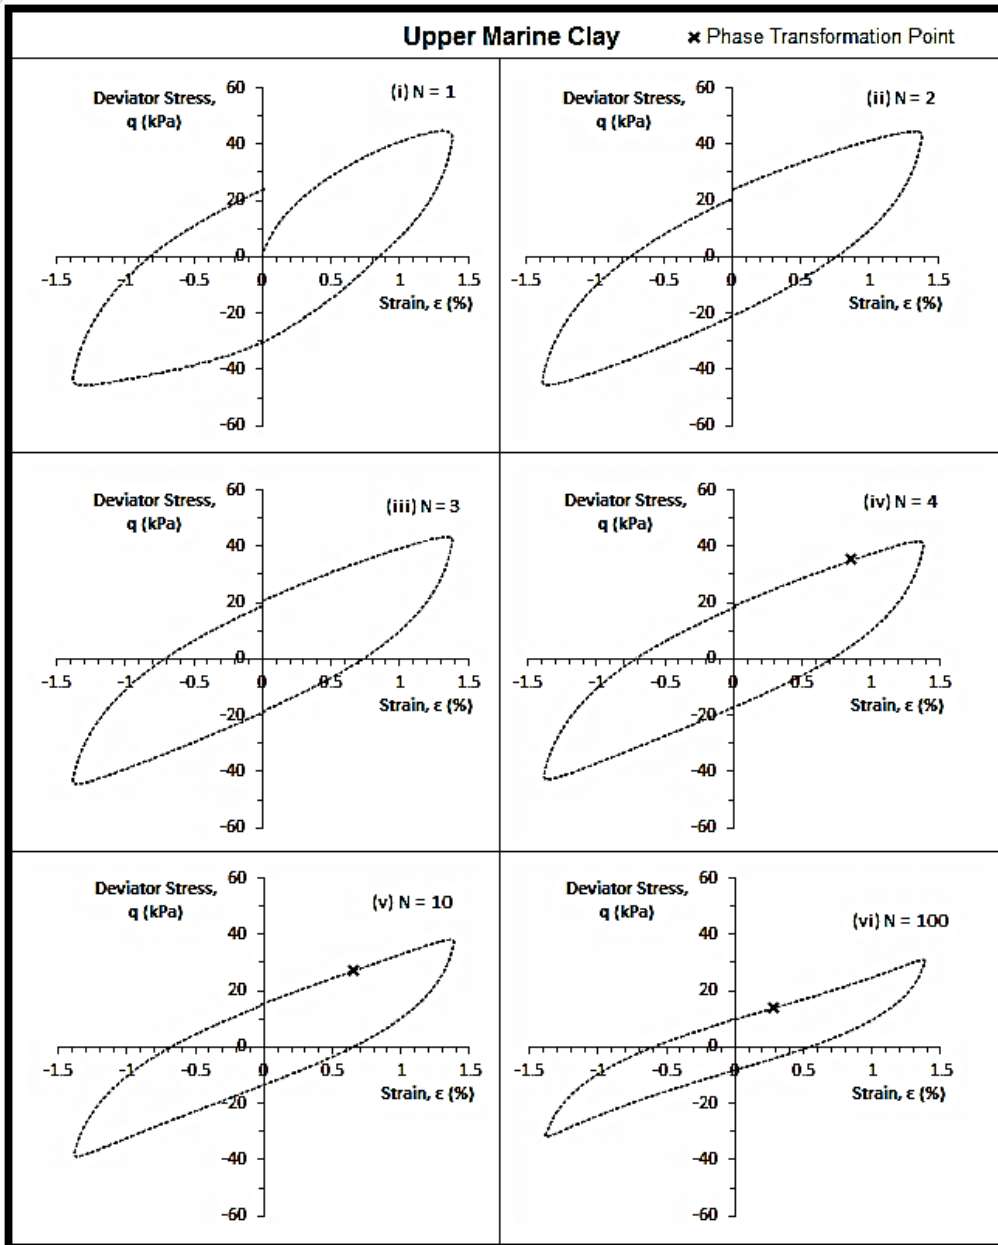 Upper Marine Clay × Phase Transformation Point
Deviator Stress,
q (kPa)
(i) N = 1
60
40
20
0
-20
-40
-60
-1.5 -1 -0.5 0 0.5 1 1.5
Strain, ε (%)
Deviator Stress,
q (kPa)
(ii) N = 2
60
40
20
0
-20
-40
-60
-1.5 -1 -0.5 0 0.5 1 1.5
Strain, ε (%)
Deviator Stress,
q (kPa)
(iii) N = 3
60
40
20
0
-20
-40
-60
-1.5 -1 -0.5 0 0.5 1 1.5
Strain, ε (%)
Deviator Stress,
q (kPa)
(iv) N = 4
60
40
20
0
-20
-40
-60
-1.5 -1 -0.5 0 0.5 1 1.5
Strain, ε (%)
Deviator Stress,
q (kPa)
(v) N = 10
60
40
20
0
-20
-40
-60
-1.5 -1 -0.5 0 0.5 1 1.5
Strain, ε (%)
Deviator Stress,
q (kPa)
(vi) N = 100
60
40
20
0
-20
-40
-60
-1.5 -1 -0.5 0 0.5 1 1.5
Strain, ε (%)